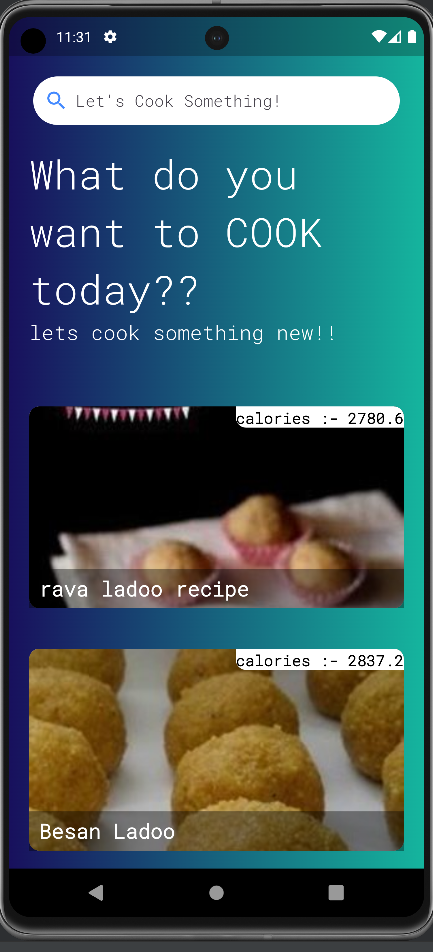 11:31
Let's Cook Something!
What do you
want to COOK
today??
lets cook something new!!
calories :- 2780.6
rava ladoo recipe
calories :- 2837.2
Besan Ladoo